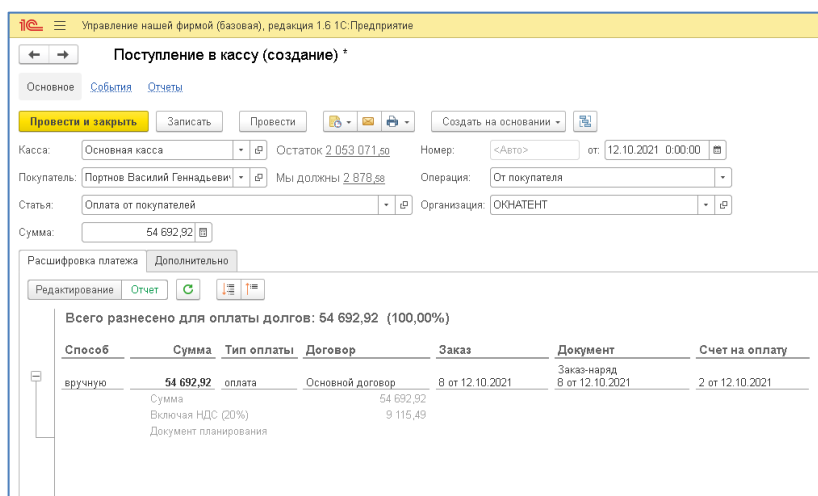 1С Управление нашей фирмой (базовая), редакция 1.6 1С:Предприятие
Поступление в кассу (создание) *
Основное События Отчеты
Провести и закрыть Записать Провести Создать на основании
Касса: Основная касса Остаток 2 053 071,50 Номер: <Авто> от: 12.10.2021 0:00:00
Покупатель: Портнов Василий Геннадьевич Мы должны 2 878,58 Операция: От покупателя
Статья: Оплата от покупателей Организация: ОКНАТЕНТ
Сумма: 54 692,92
Расшифровка платежа Дополнительно
Редактирование Отчет
Всего разнесено для оплаты долгов: 54 692,92 (100,00%)
Способ Сумма Тип оплаты Договор Заказ Документ Счет на оплату
вручную 54 692,92 оплата Основной договор 8 от 12.10.2021 Заказ-наряд 2 от 12.10.2021
8 от 12.10.2021
Сумма 54 692,92
Включая НДС (20%) 9 115,49
Документ планирования